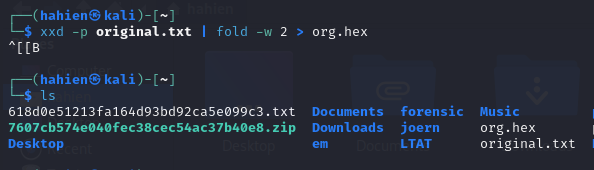 ┌──(hahien㉿kali)-[~]
└─$ xxd -p original.txt | fold -w 2 > org.hex
^[[B
┌──(hahien㉿kali)-[~]
└─$ ls
618d0e51213fa164d93bd92ca5e099c3.txt Documents forensic Music
7607cb574e040fec38cec54ac37b40e8.zip Downloads joern org.hex
Desktop em LTAT original.txt